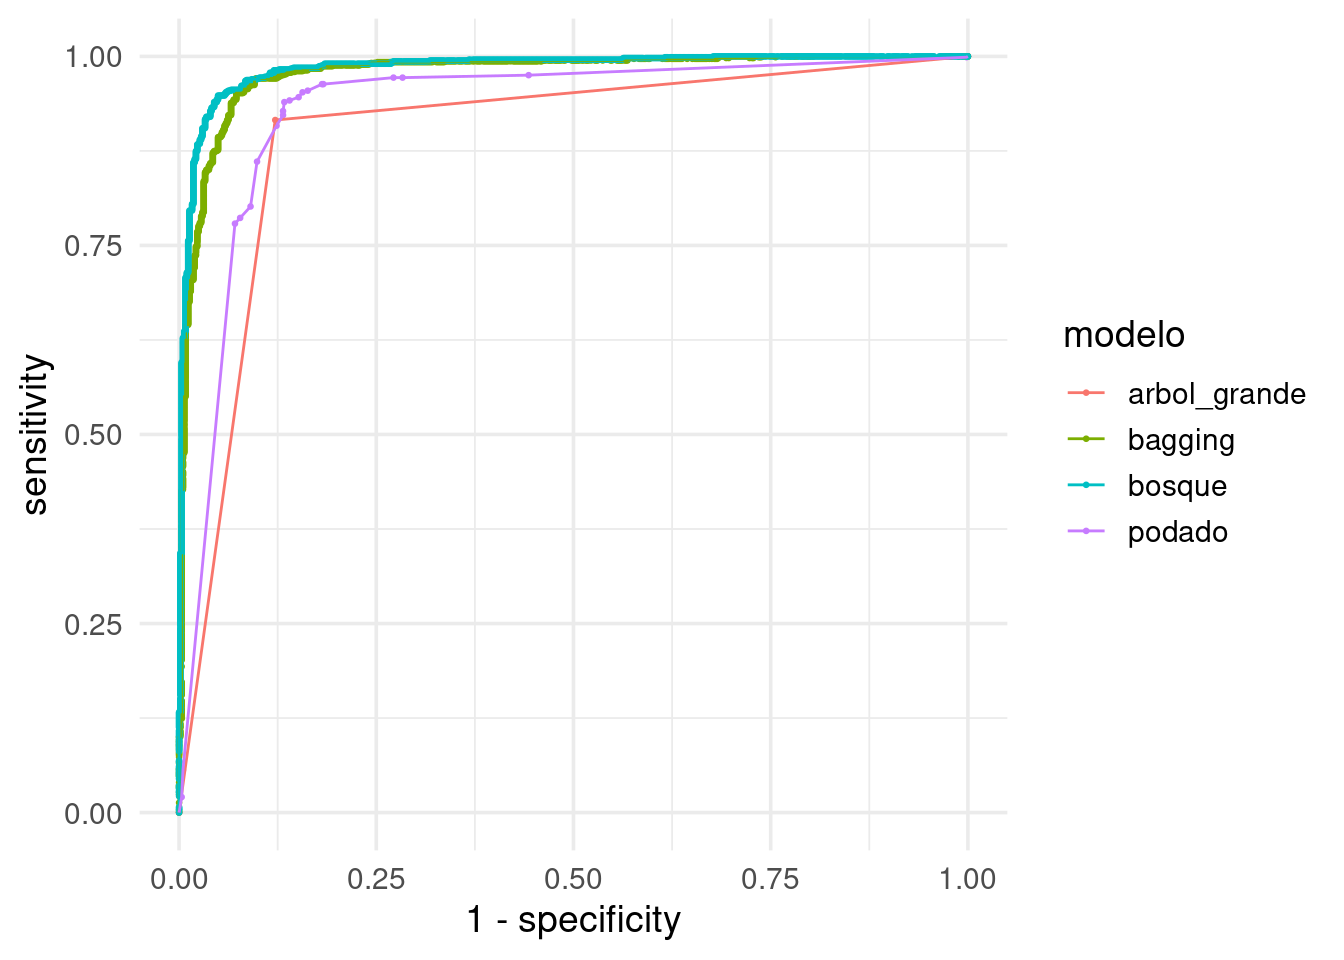 1.00
0.75
0.50
0.25
0.00
sensitivity
0.00 0.25 0.50 0.75 1.00
1 - specificity
modelo
arbol_grande
bagging
bosque
podado